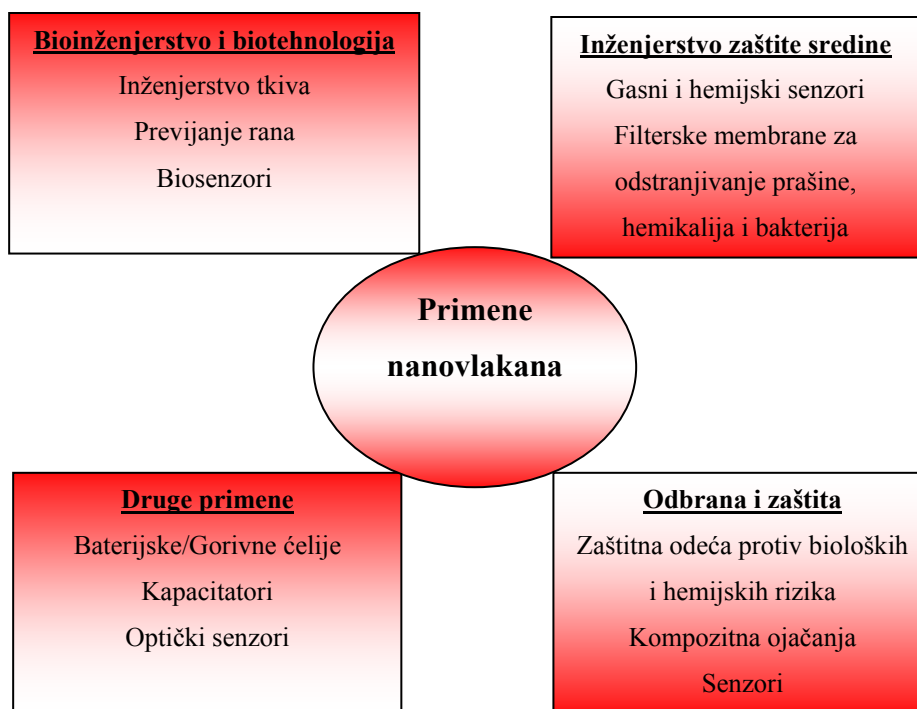 Bioinženjerstvo i biotehnologija
Inženjerstvo tkiva
Previjanje rana
Biosenzori
Inženjerstvo zaštite sredine
Gasni i hemijski senzori
Filterske membrane za
odstranjivanje prašine,
hemikalija i bakterija
Primene
nanovlakana
Druge primene
Baterijske/Gorivne ćelije
Kapacitatori
Optički senzori
Odbrana i zaštita
Zaštitna odeća protiv bioloških
i hemijskih rizika
Kompozitna ojačanja
Senzori